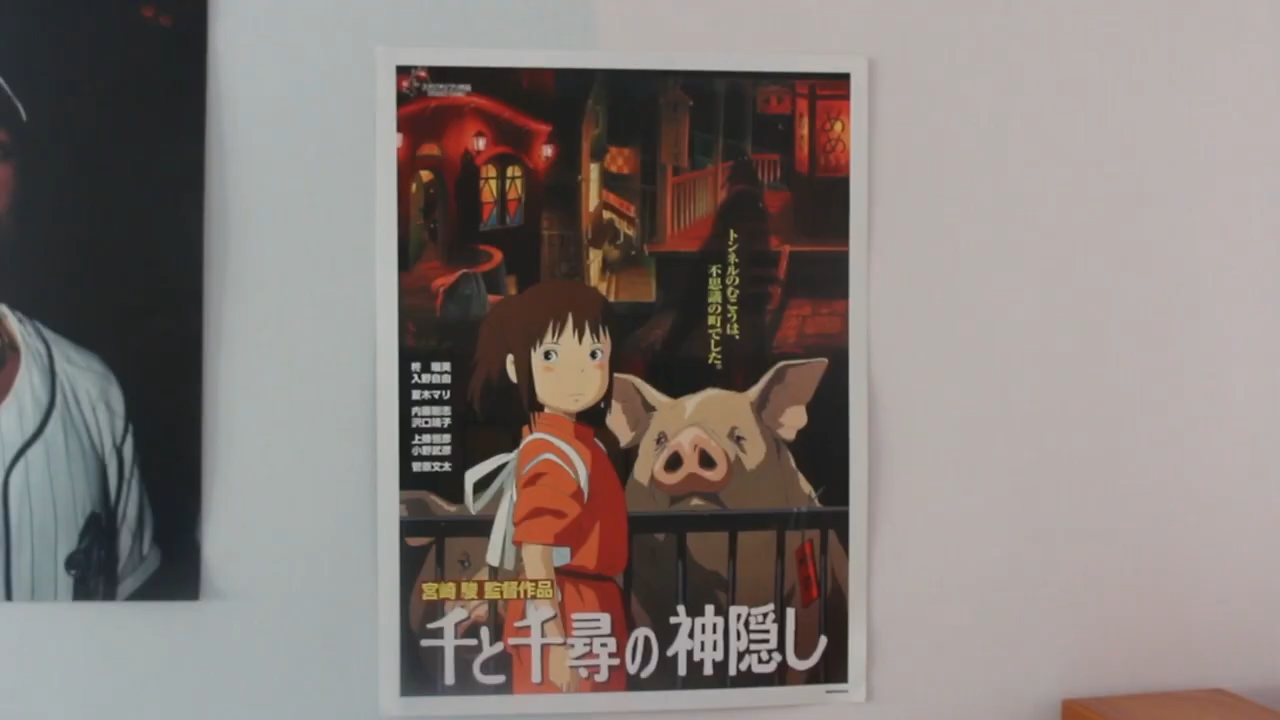 トンネルのむこうは、
不思議の町でした。
柊 瑠美
入野自由
夏木マリ
内藤剛志
沢口靖子
上條恒彦
小野武彦
菅原文太
宮崎 駿 監督作品
千と千尋の神隠し